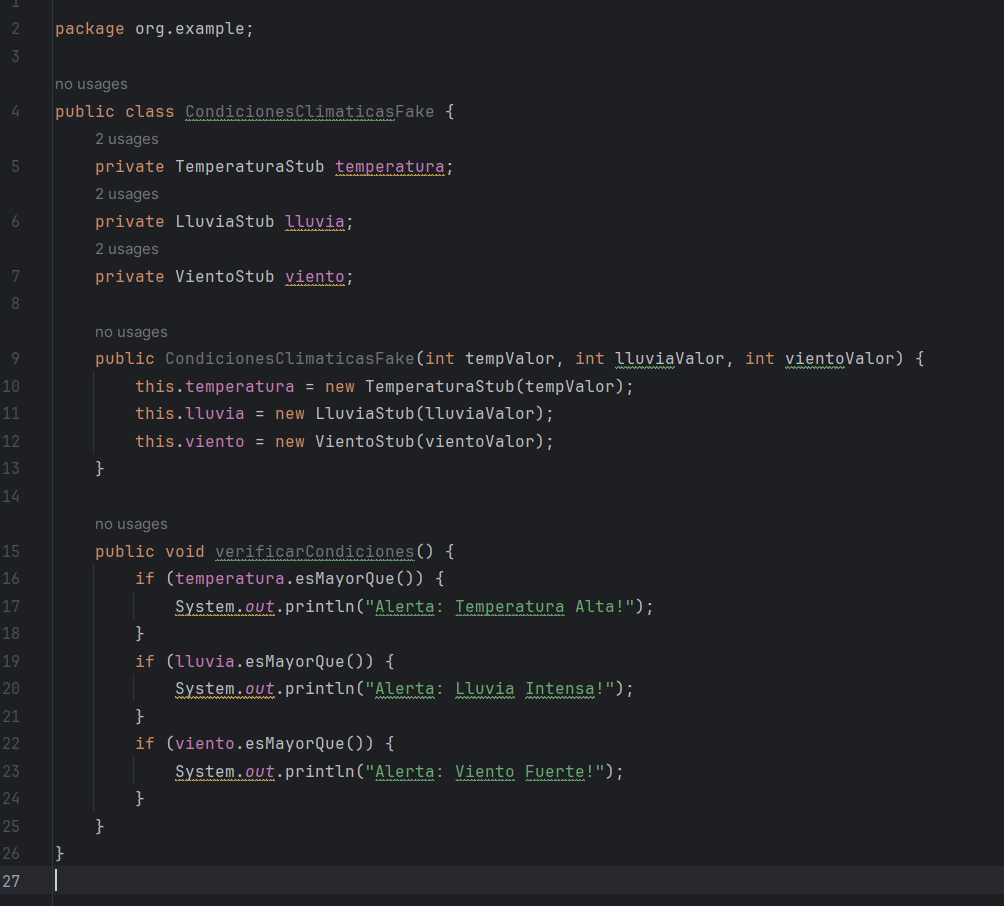 1
2 package org.example;
3
no usages
4 public class CondicionesClimaticasFake {
2 usages
5 private TemperaturaStub temperatura;
2 usages
6 private LluviaStub lluvia;
2 usages
7 private VientoStub viento;
8
no usages
9 public CondicionesClimaticasFake(int tempValor, int lluviaValor, int vientoValor) {
10 this.temperatura = new TemperaturaStub(tempValor);
11 this.lluvia = new LluviaStub(lluviaValor);
12 this.viento = new VientoStub(vientoValor);
13 }
14
no usages
15 public void verificarCondiciones() {
16 if (temperatura.esMayorQue()) {
17 System.out.println("Alerta: Temperatura Alta!");
18 }
19 if (lluvia.esMayorQue()) {
20 System.out.println("Alerta: Lluvia Intensa!");
21 }
22 if (viento.esMayorQue()) {
23 System.out.println("Alerta: Viento Fuerte!");
24 }
25 }
26 }
27